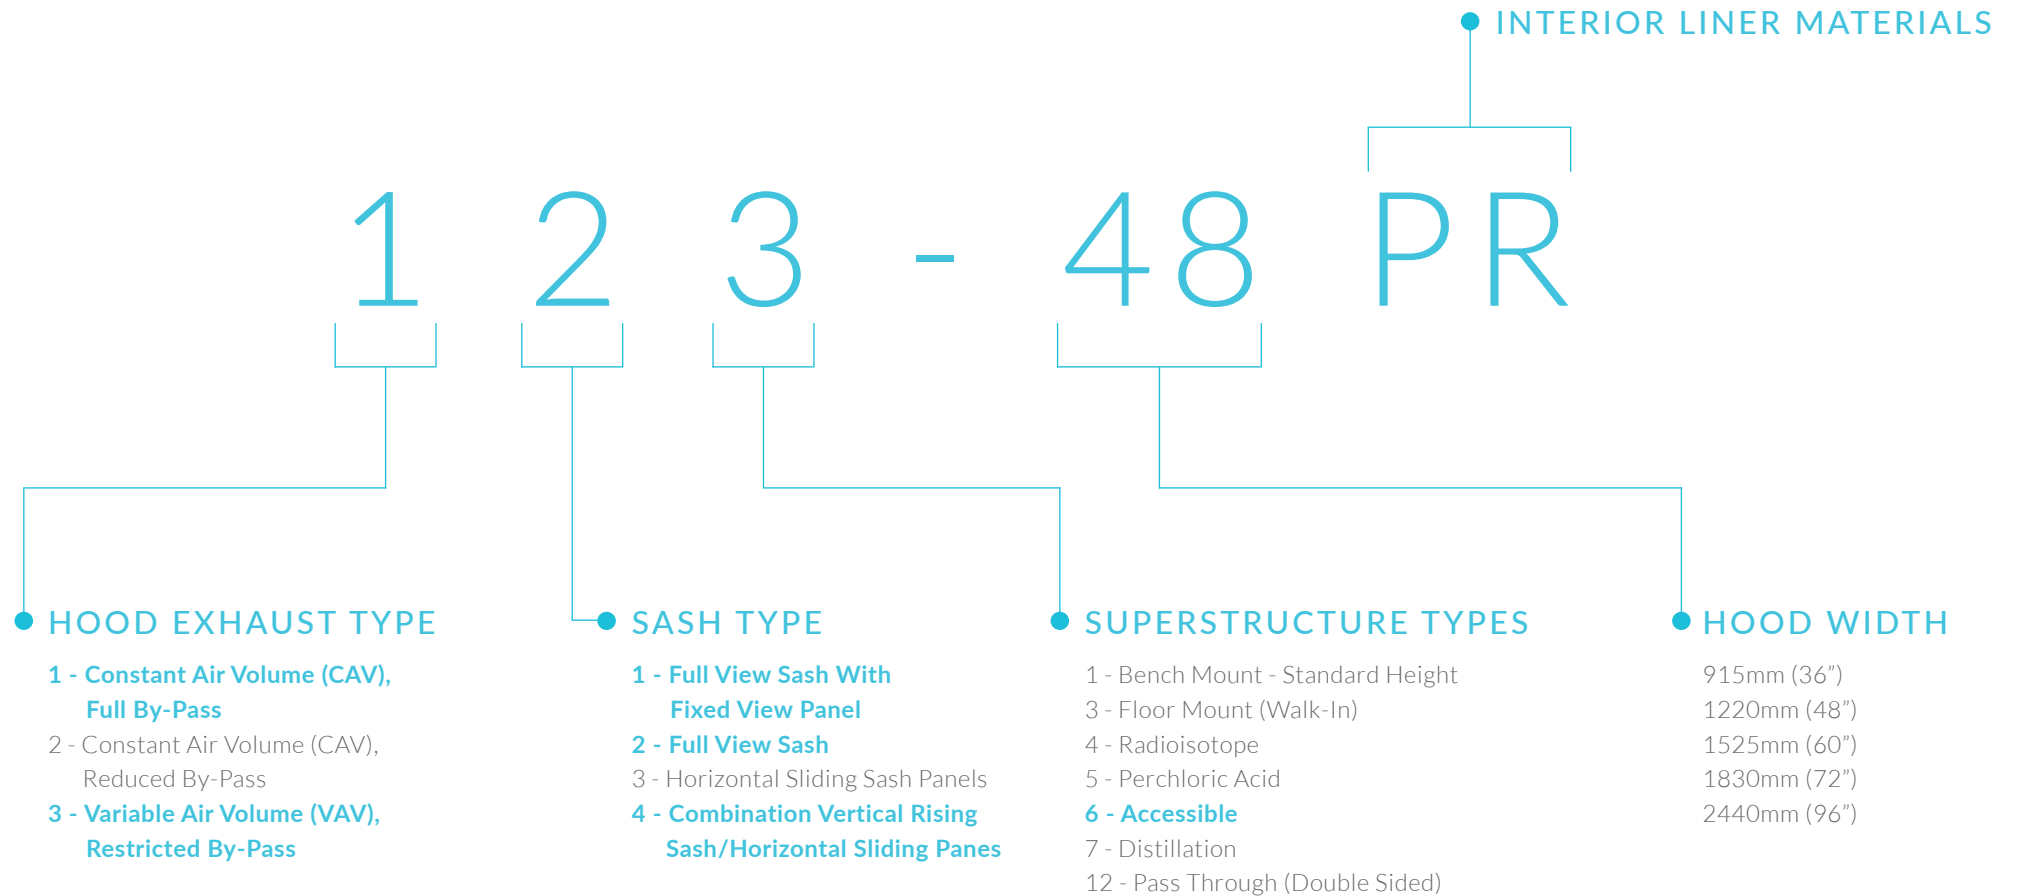 INTERIOR LINER MATERIALS
1 2 3 - 48 PR
HOOD EXHAUST TYPE
1 - Constant Air Volume (CAV),
Full By-Pass
2 - Constant Air Volume (CAV),
Reduced By-Pass
3 - Variable Air Volume (VAV),
Restricted By-Pass
SASH TYPE
1 - Full View Sash With
Fixed View Panel
2 - Full View Sash
3 - Horizontal Sliding Sash Panels
4 - Combination Vertical Rising
Sash/Horizontal Sliding Panes
SUPERSTRUCTURE TYPES
1 - Bench Mount - Standard Height
3 - Floor Mount (Walk-In)
4 - Radioisotope
5 - Perchloric Acid
6 - Accessible
7 - Distillation
12 - Pass Through (Double Sided)
HOOD WIDTH
915mm (36”)
1220mm (48”)
1525mm (60”)
1830mm (72”)
2440mm (96”)